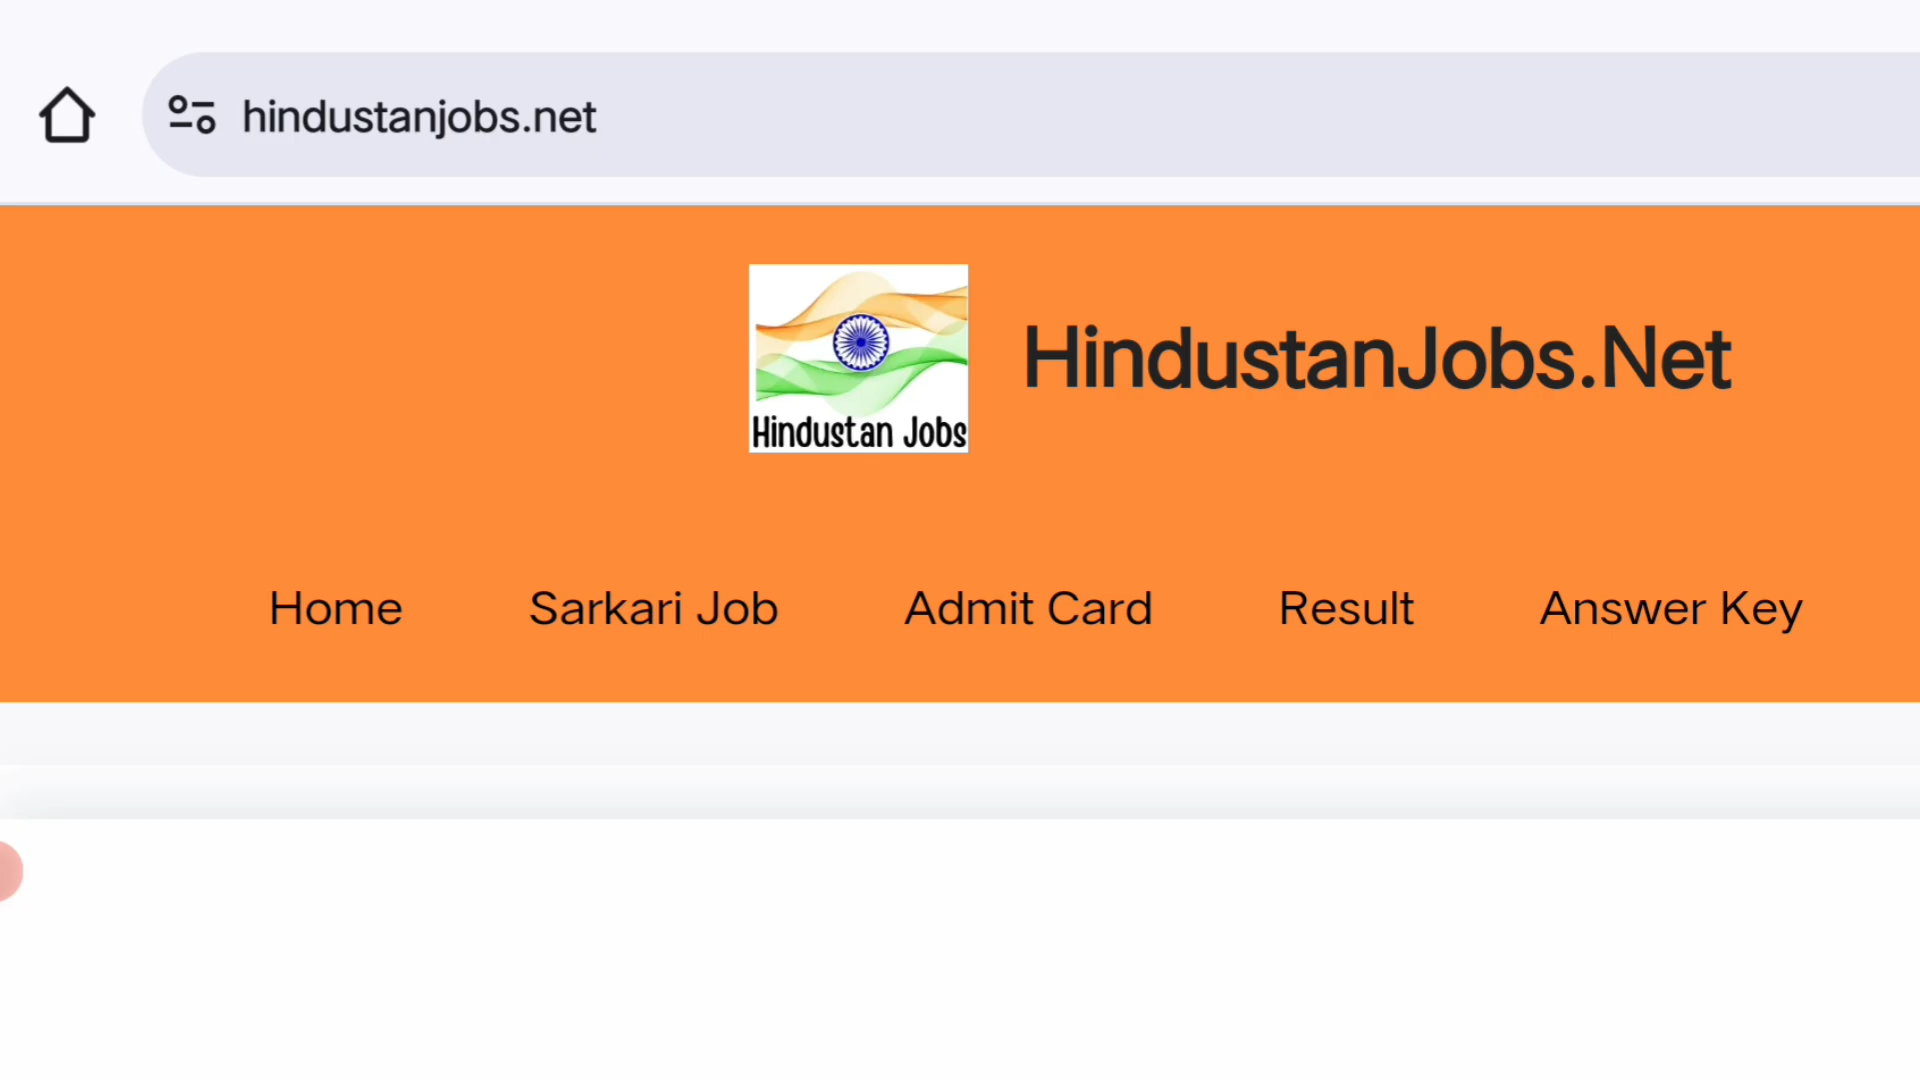 hindustanjobs.net
Hindustan Jobs
HindustanJobs.Net
Home Sarkari Job Admit Card Result Answer Key